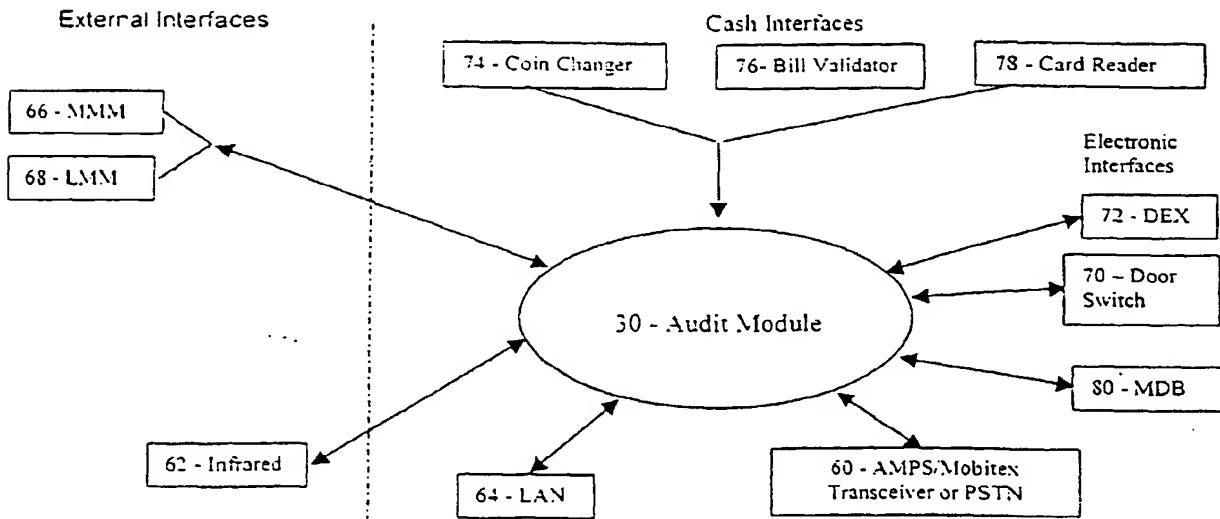 External Interfaces
Cash Interfaces
74 - Coin Changer
76- Bill Validator
78 - Card Reader
66 - MMM
68 - LMM
Electronic
Interfaces
72 - DEX
70 – Door
Switch
30 - Audit Module
80 - MDB
62 - Infrared
64 - LAN
60 - AMPS/Mobitex
Transceiver or PSTN